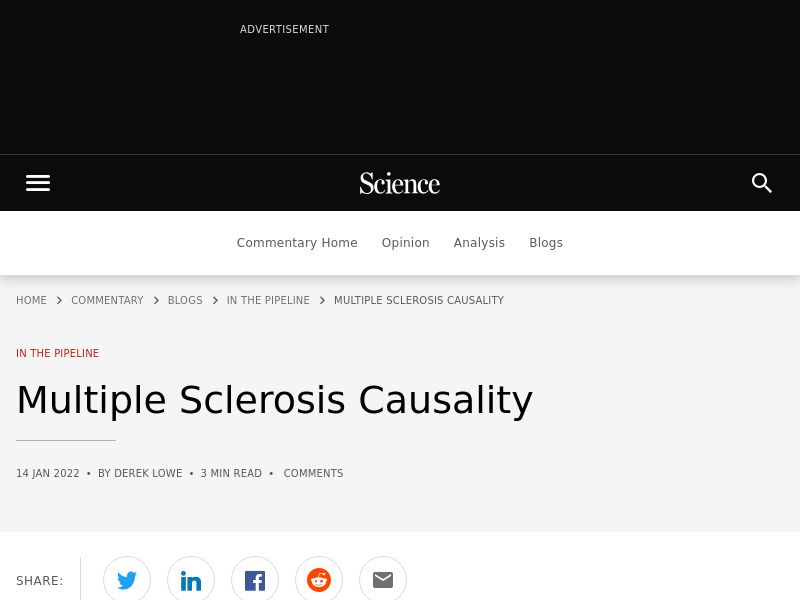 ADVERTISEMENT
Science
Commentary Home Opinion Analysis Blogs
HOME > COMMENTARY > BLOGS > IN THE PIPELINE > MULTIPLE SCLEROSIS CAUSALITY
IN THE PIPELINE
Multiple Sclerosis Causality
14 JAN 2022 • BY DEREK LOWE • 3 MIN READ • COMMENTS
SHARE: